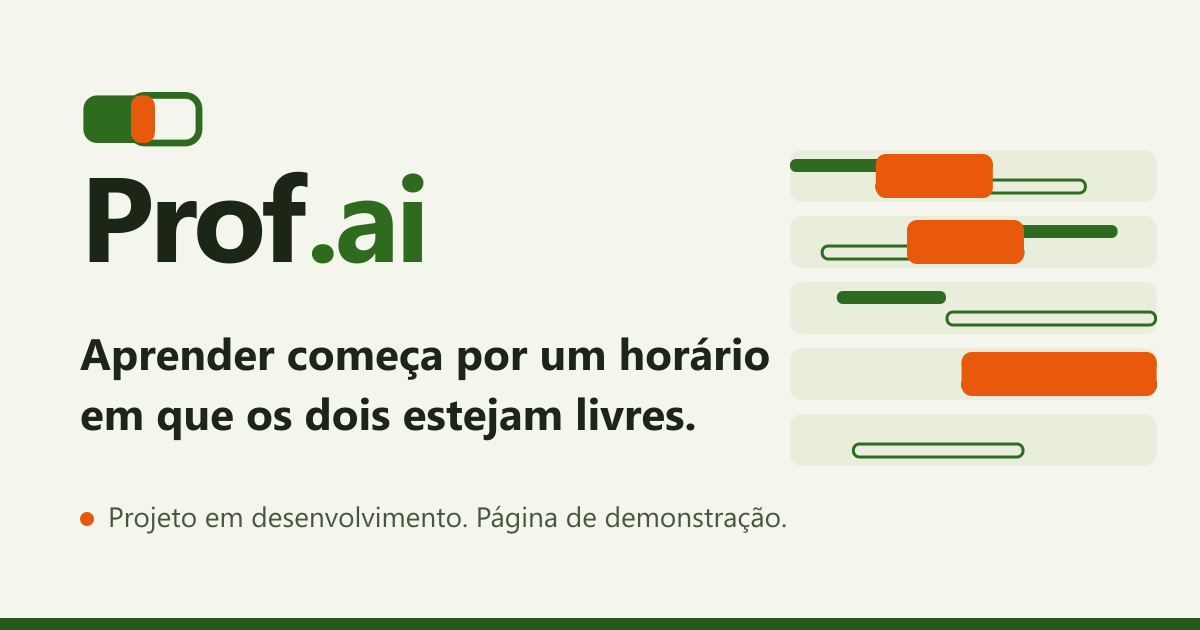 Prof.ai
Aprender começa por um horário
em que os dois estejam livres.
Projeto em desenvolvimento. Página de demonstração.